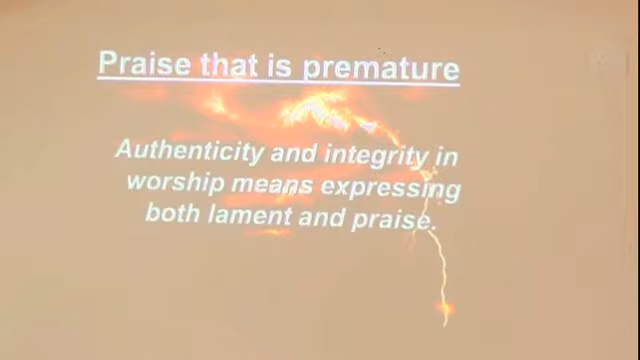 Praise that is premature
Authenticity and integrity in
worship means expressing
both lament and praise.